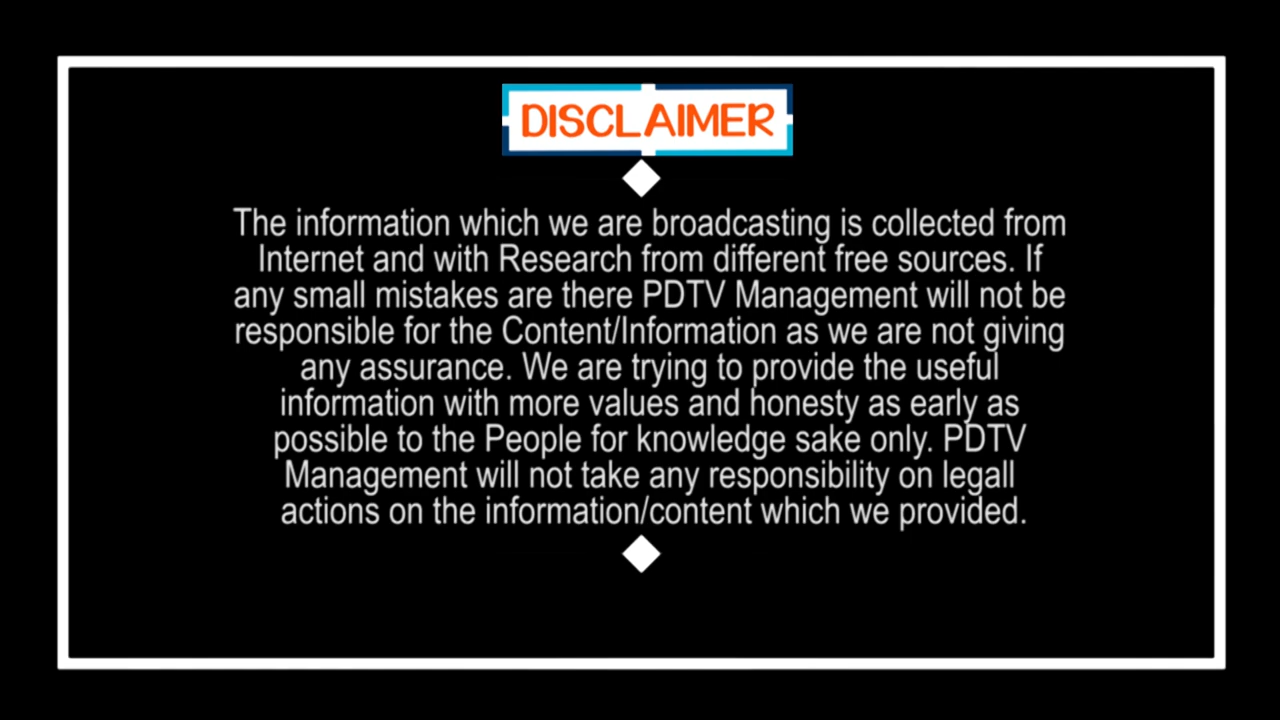 DISCLAIMER
The information which we are broadcasting is collected from
Internet and with Research from different free sources. If
any small mistakes are there PDTV Management will not be
responsible for the Content/Information as we are not giving
any assurance. We are trying to provide the useful
information with more values and honesty as early as
possible to the People for knowledge sake only. PDTV
Management will not take any responsibility on legall
actions on the information/content which we provided.